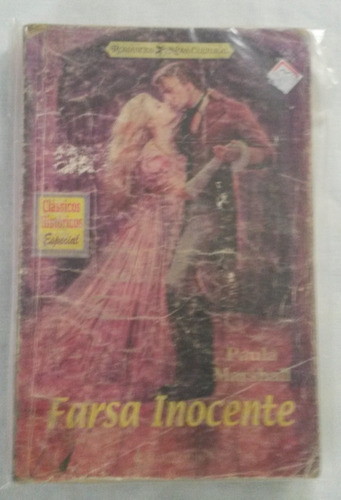 Clássicos
Históricos
Especial
Paula
Marshall
Farsa Inocente